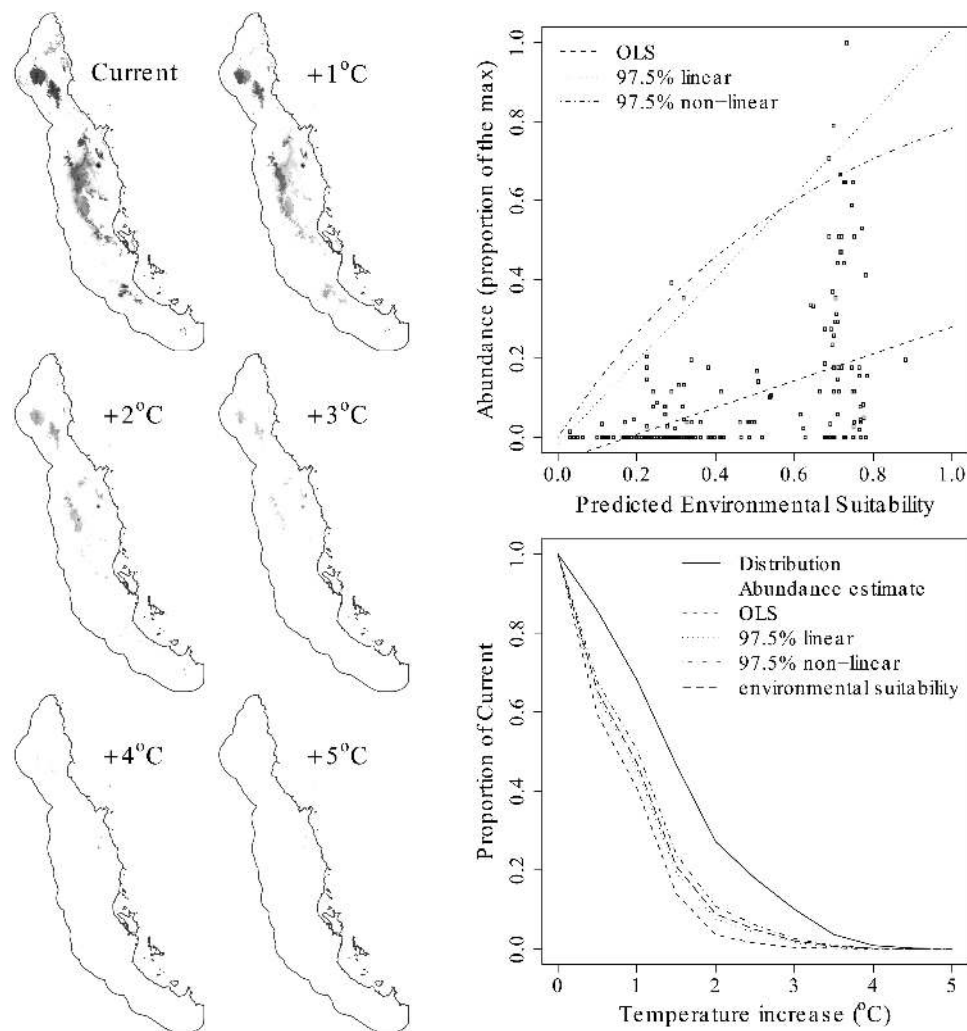 Current
+1°C
+2°C
+3°C
+4°C
+5°C
OLS
97.5% linear
97.5% non-linear
Abundance (proportion of the max)
0.0 0.2 0.4 0.6 0.8 1.0
0.0 0.2 0.4 0.6 0.8 1.0
Predicted Environmental Suitability
Distribution
Abundance estimate
OLS
97.5% linear
97.5% non-linear
environmental suitability
Proportion of Current
0.0 0.2 0.4 0.6 0.8 1.0
0 1 2 3 4 5
Temperature increase (°C)